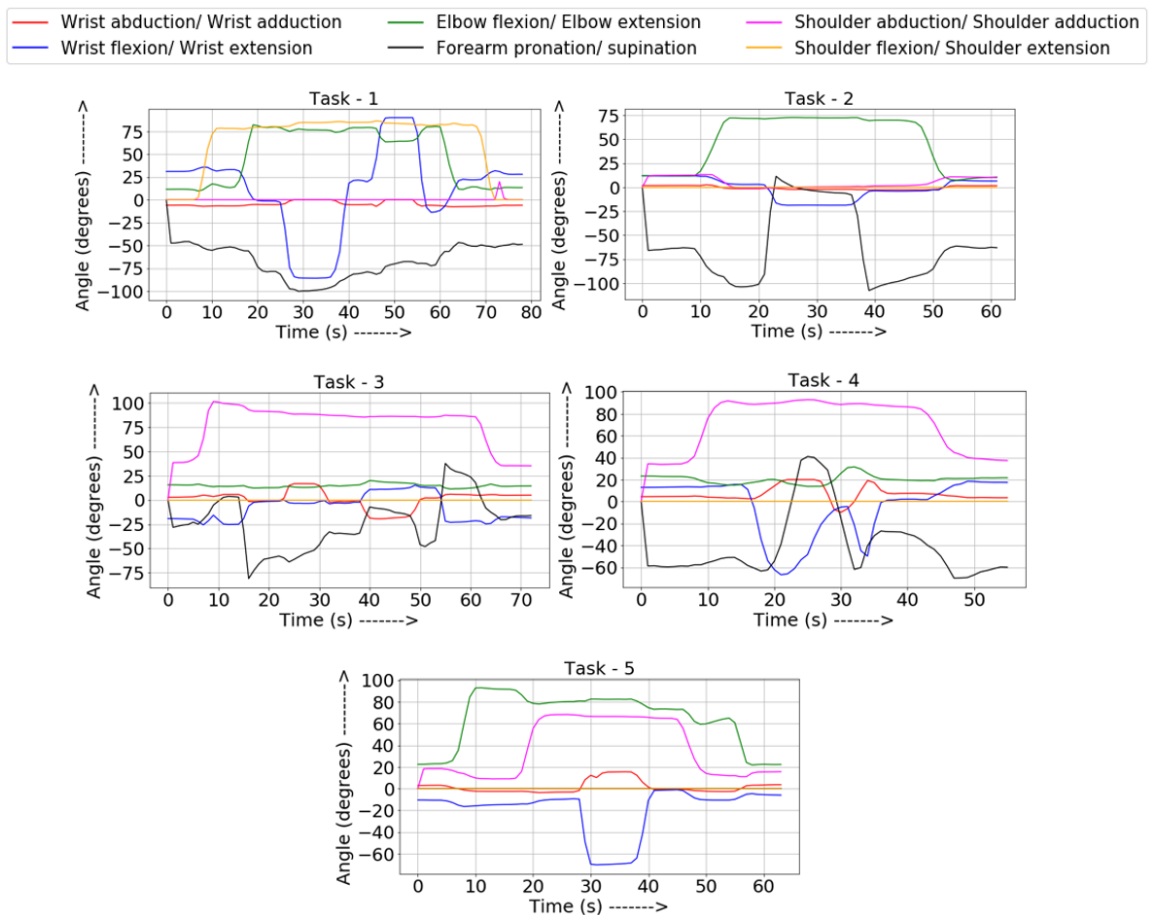 Wrist abduction/ Wrist adduction
Elbow flexion/ Elbow extension
Shoulder abduction/ Shoulder adduction
Wrist flexion/ Wrist extension
Forearm pronation/ supination
Shoulder flexion/ Shoulder extension
Task - 1
Angle (degrees) ------>
75
50
25
0
−25
−50
−75
−100
0 10 20 30 40 50 60 70 80
Time (s) ------->
Task - 2
Angle (degrees) ------>
75
50
25
0
−25
−50
−75
−100
0 10 20 30 40 50 60
Time (s) ------->
Task - 3
Angle (degrees) ------>
100
75
50
25
0
−25
−50
−75
0 10 20 30 40 50 60 70
Time (s) ------->
Task - 4
Angle (degrees) ------>
100
80
60
40
20
0
−20
−40
−60
0 10 20 30 40 50
Time (s) ------->
Task - 5
Angle (degrees) ------>
100
80
60
40
20
0
−20
−40
−60
0 10 20 30 40 50 60
Time (s) ------->